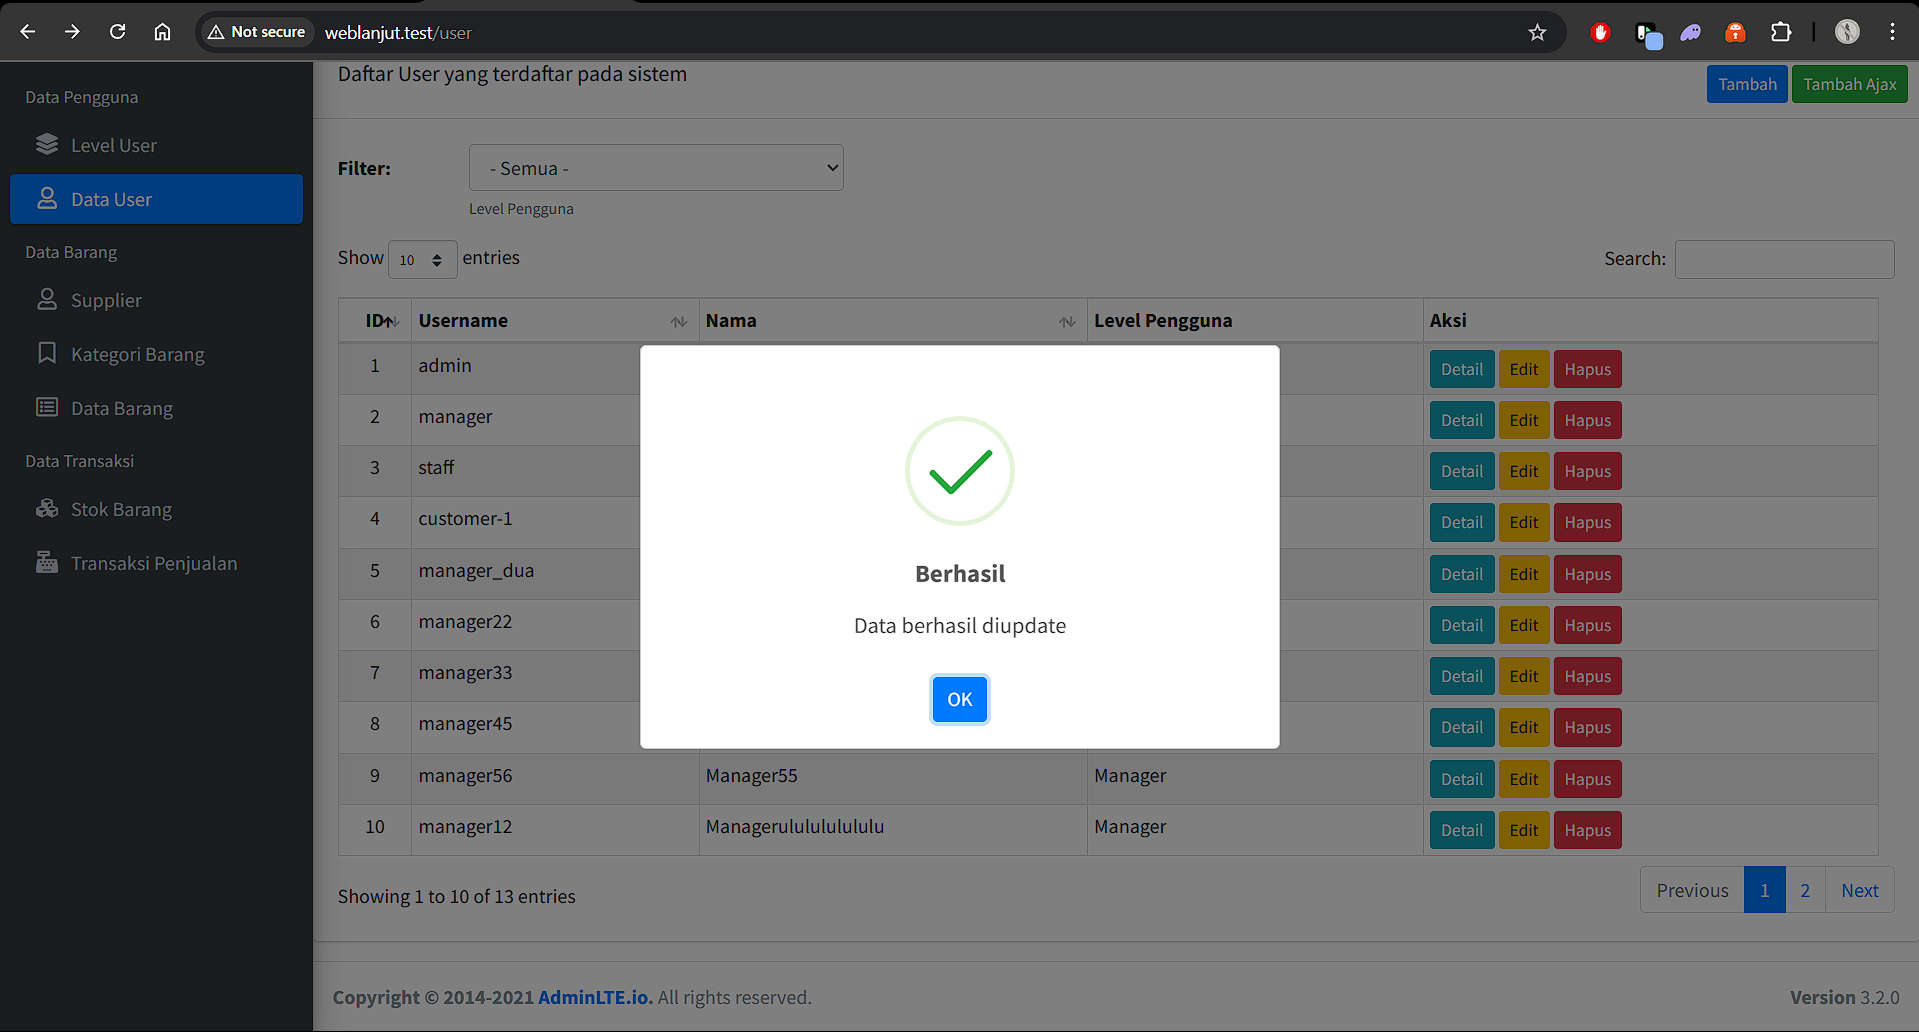 Not secure weblanjut.test/user
Data Pengguna
Level User
Data User
Data Barang
Supplier
Kategori Barang
Data Barang
Data Transaksi
Stok Barang
Transaksi Penjualan
Daftar User yang terdaftar pada sistem
Tambah Tambah Ajax
Filter: - Semua -
Level Pengguna
Show 10 entries Search:
ID Username Nama Level Pengguna Aksi
1 admin Detail Edit Hapus
2 manager Detail Edit Hapus
3 staff Detail Edit Hapus
4 customer-1 Detail Edit Hapus
5 manager_dua Detail Edit Hapus
6 manager22 Detail Edit Hapus
7 manager33 Detail Edit Hapus
8 manager45 Detail Edit Hapus
9 manager56 Manager55 Manager Detail Edit Hapus
10 manager12 Managerululululululu Manager Detail Edit Hapus
Berhasil
Data berhasil diupdate
OK
Showing 1 to 10 of 13 entries
Previous 1 2 Next
Copyright © 2014-2021 AdminLTE.io. All rights reserved.
Version 3.2.0